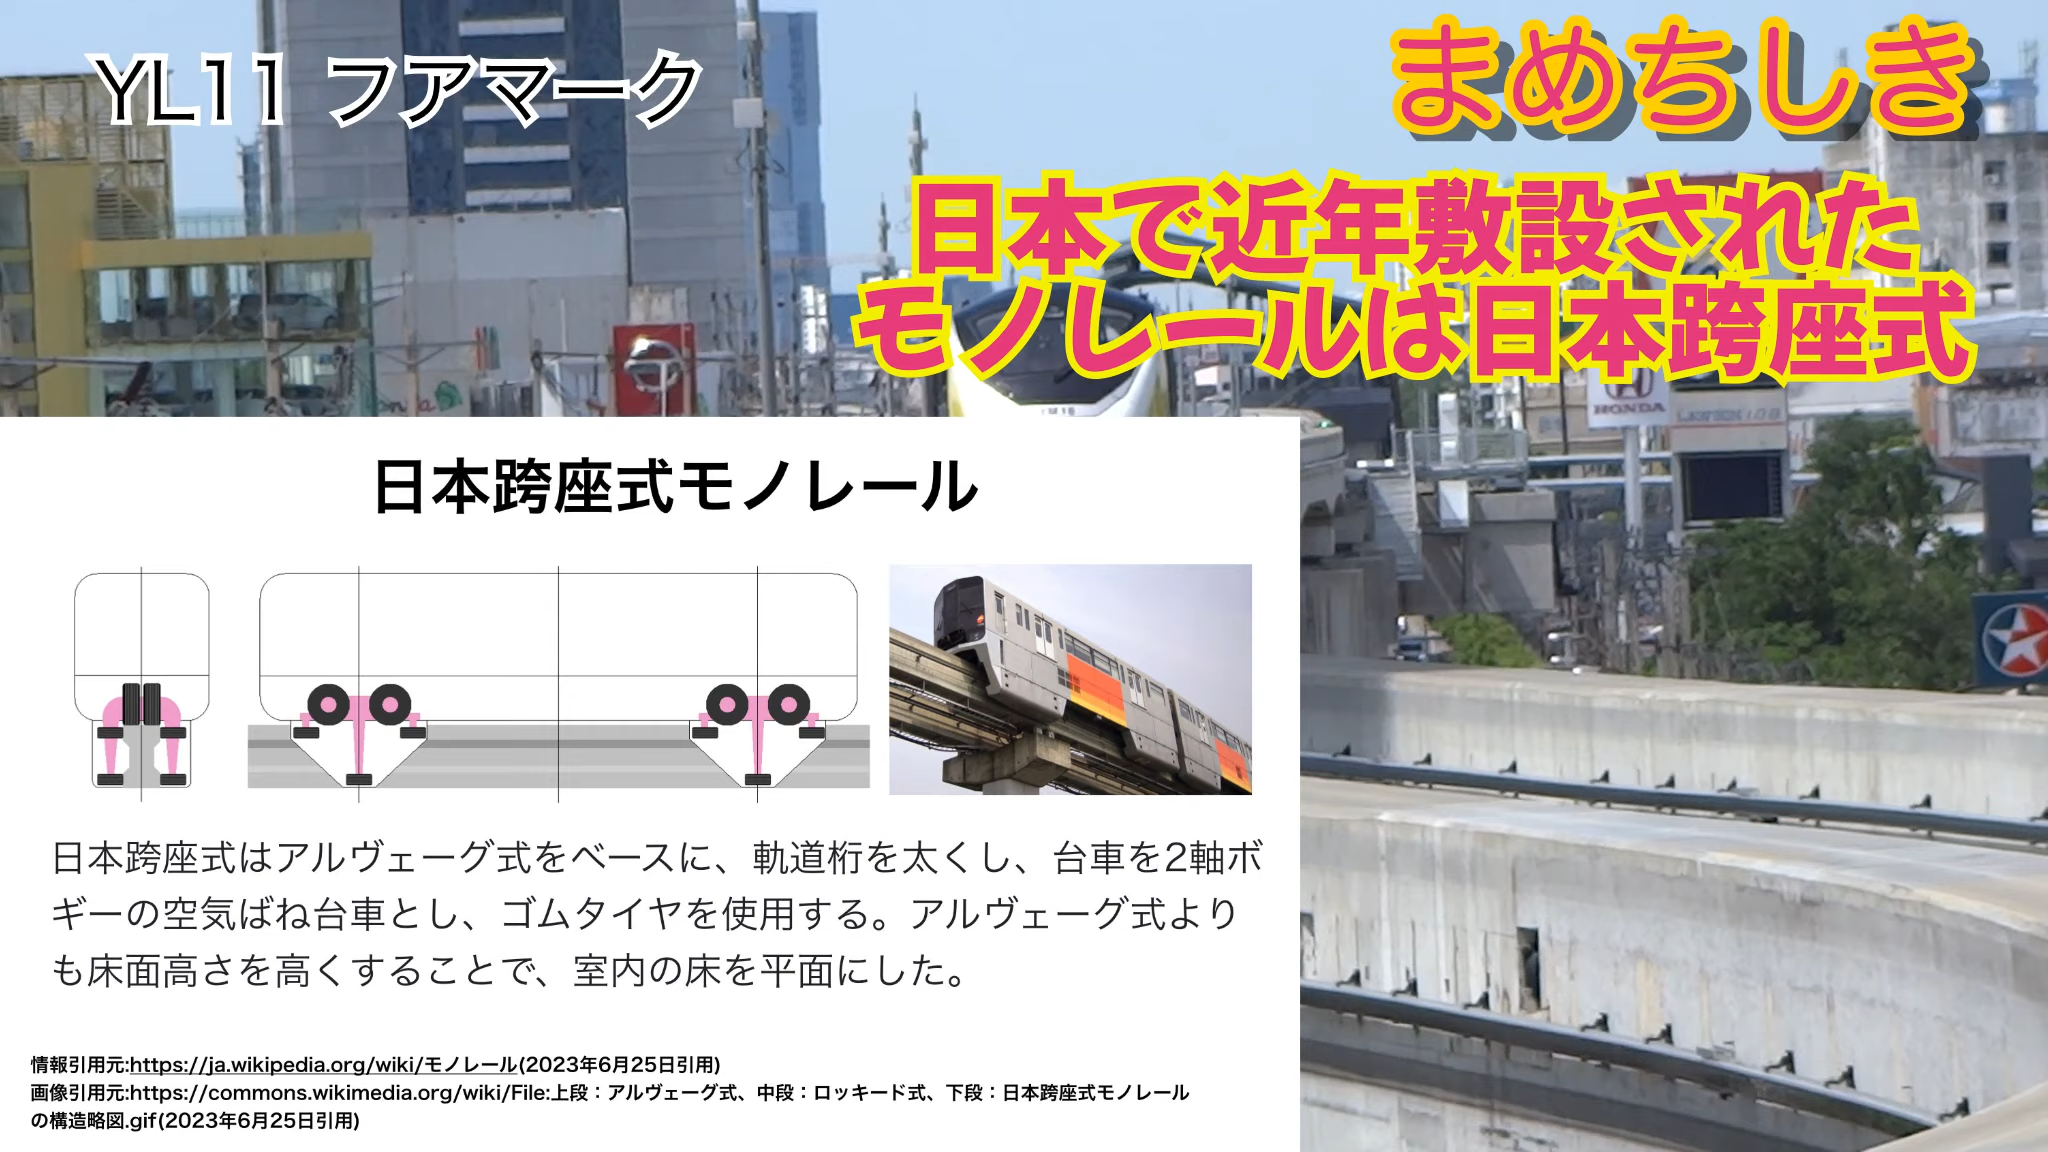 YL11 フアマーク
まめちしき
日本で近年敷設された
モノレールは日本跨座式
HONDA
日本跨座式モノレール
日本跨座式はアルヴェーグ式をベースに、軌道桁を太くし、台車を2軸ボ
ギーの空気ばね台車とし、ゴムタイヤを使用する。アルヴェーグ式より
も床面高さを高くすることで、室内の床を平面にした。
情報引用元:https://ja.wikipedia.org/wiki/モノレール(2023年6月25日引用)
画像引用元:https://commons.wikimedia.org/wiki/File:上段：アルヴェーグ式、中段：ロッキード式、下段：日本跨座式モノレール
の構造略図.gif(2023年6月25日引用)